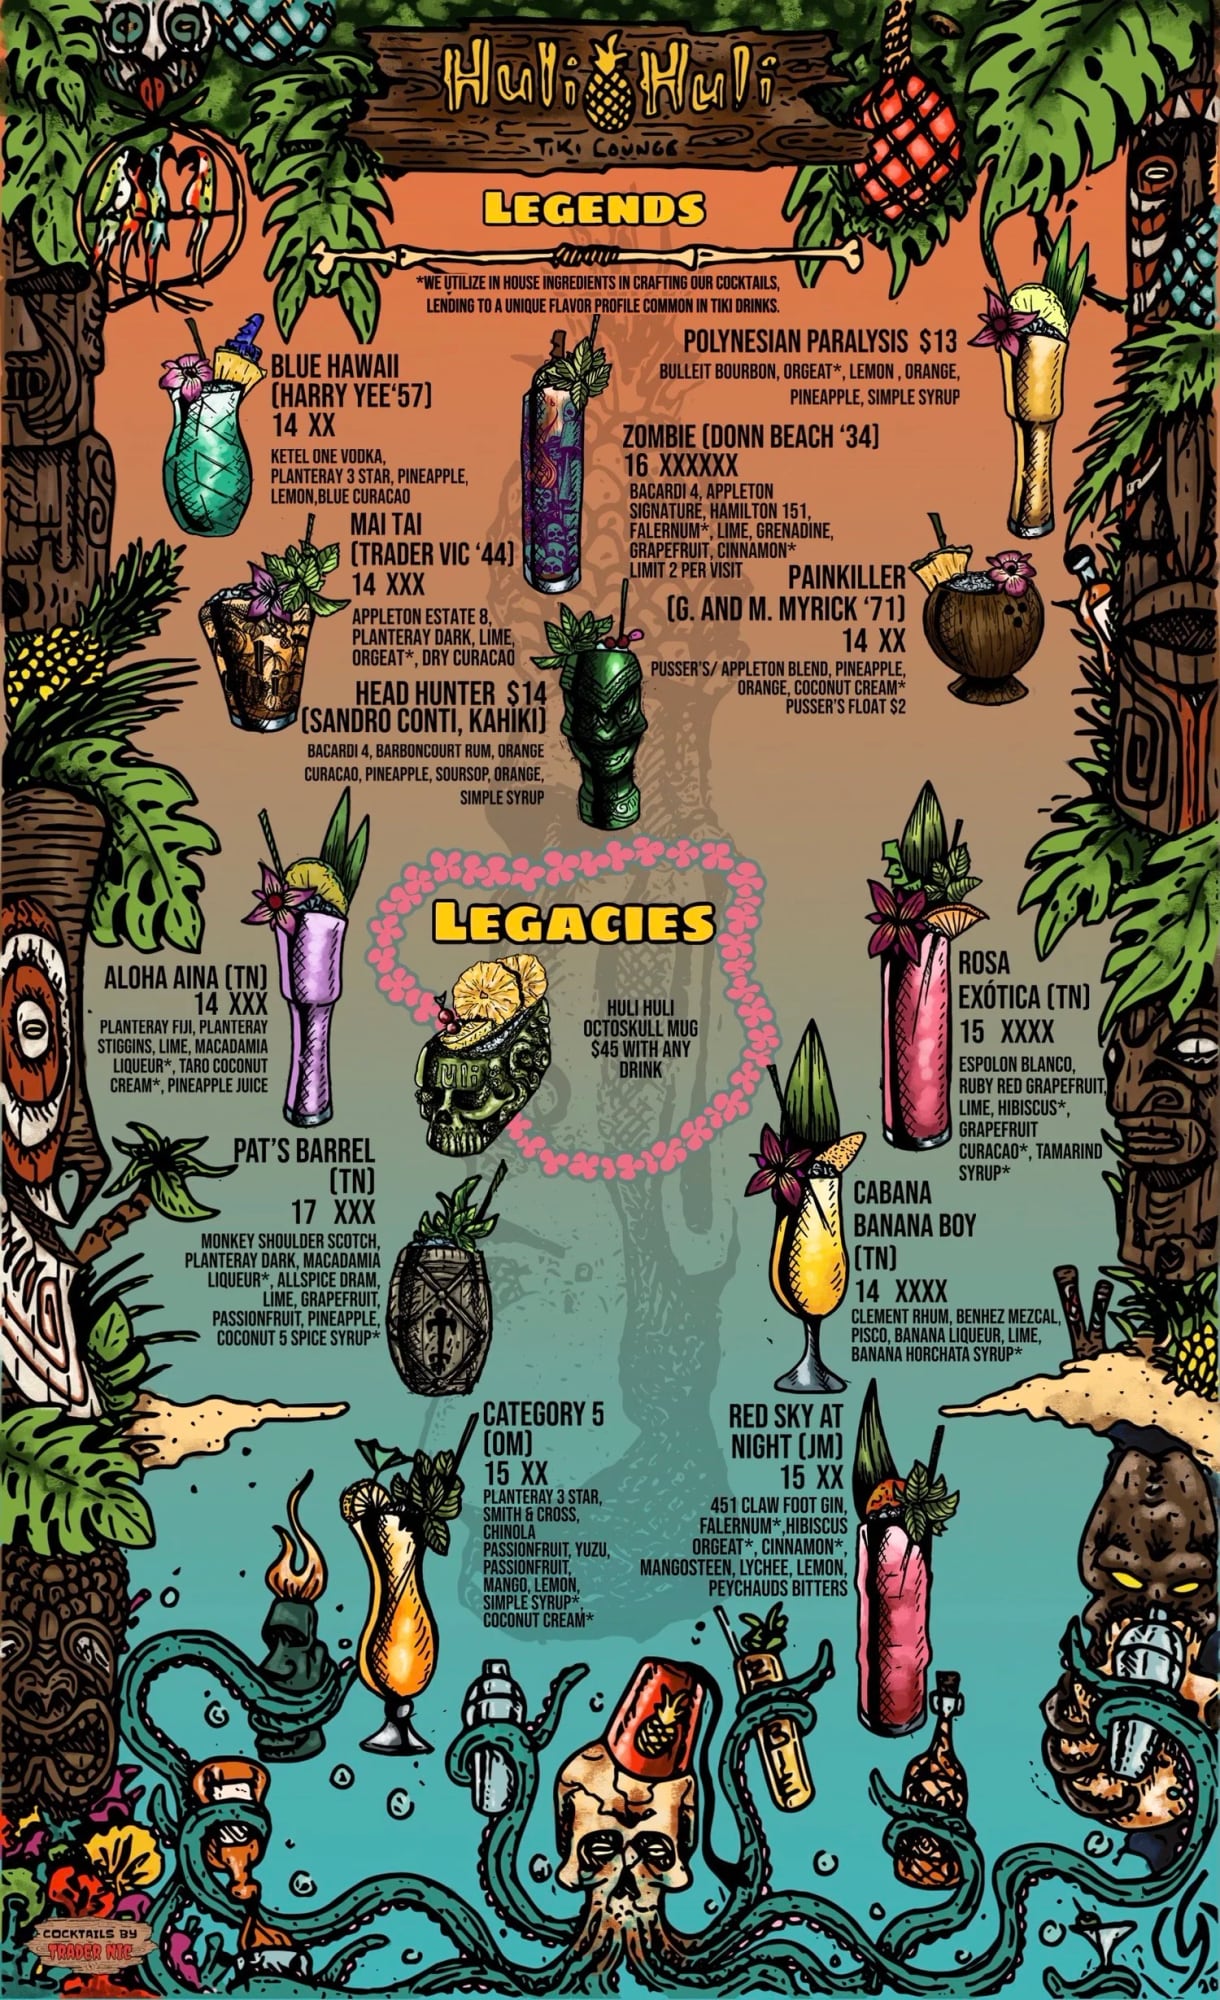 Huli Huli
TIKI LOUNGE
LEGENDS
*WE UTILIZE IN HOUSE INGREDIENTS IN CRAFTING OUR COCKTAILS,
LENDING TO A UNIQUE FLAVOR PROFILE COMMON IN TIKI DRINKS.
BLUE HAWAII
(HARRY YEE‘57)
14 XX
KETEL ONE VODKA,
PLANTERAY 3 STAR, PINEAPPLE,
LEMON,BLUE CURACAO
POLYNESIAN PARALYSIS $13
BULLEIT BOURBON, ORGEAT*, LEMON , ORANGE,
PINEAPPLE, SIMPLE SYRUP
ZOMBIE (DONN BEACH ‘34)
16 XXXXXX
BACARDI 4, APPLETON
SIGNATURE, HAMILTON 151,
FALERNUM*, LIME, GRENADINE,
GRAPEFRUIT, CINNAMON*
LIMIT 2 PER VISIT
MAI TAI
(TRADER VIC ‘44)
14 XXX
APPLETON ESTATE 8,
PLANTERAY DARK, LIME,
ORGEAT*, DRY CURACAO
PAINKILLER
(G. AND M. MYRICK ‘71)
14 XX
PUSSER'S/ APPLETON BLEND, PINEAPPLE,
ORANGE, COCONUT CREAM*
PUSSER'S FLOAT $2
HEAD HUNTER $14
(SANDRO CONTI, KAHIKI)
BACARDI 4, BARBONCOURT RUM, ORANGE
CURACAO, PINEAPPLE, SOURSOP, ORANGE,
SIMPLE SYRUP
LEGACIES
HULI HULI
OCTOSKULL MUG
$45 WITH ANY
DRINK
ALOHA AINA (TN)
14 XXX
PLANTERAY FIJI, PLANTERAY
STIGGINS, LIME, MACADAMIA
LIQUEUR*, TARO COCONUT
CREAM*, PINEAPPLE JUICE
ROSA
EXÓTICA (TN)
15 XXXX
ESPOLON BLANCO,
RUBY RED GRAPEFRUIT,
LIME, HIBISCUS*,
GRAPEFRUIT
CURACAO*, TAMARIND
SYRUP*
PAT'S BARREL
(TN)
17 XXX
MONKEY SHOULDER SCOTCH,
PLANTERAY DARK, MACADAMIA
LIQUEUR*, ALLSPICE DRAM,
LIME, GRAPEFRUIT,
PASSIONFRUIT, PINEAPPLE,
COCONUT 5 SPICE SYRUP*
CABANA
BANANA BOY
(TN)
14 XXXX
CLEMENT RHUM, BENHEZ MEZCAL,
PISCO, BANANA LIQUEUR, LIME,
BANANA HORCHATA SYRUP*
CATEGORY 5
(OM)
15 XX
PLANTERAY 3 STAR,
SMITH & CROSS,
CHINOLA
PASSIONFRUIT, YUZU,
PASSIONFRUIT,
MANGO, LEMON,
SIMPLE SYRUP*,
COCONUT CREAM*
RED SKY AT
NIGHT (JM)
15 XX
451 CLAW FOOT GIN,
FALERNUM*,HIBISCUS
ORGEAT*, CINNAMON*,
MANGOSTEEN, LYCHEE, LEMON,
PEYCHAUDS BITTERS
COCKTAILS BY
TRADER NIC